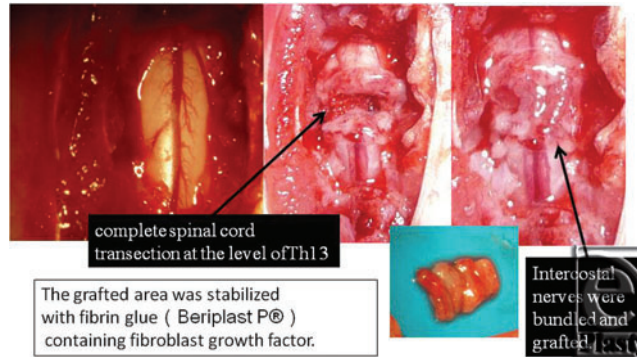 complete spinal cord
transection at the level of Th13
The grafted area was stabilized
with fibrin glue ( Beriplast P® )
containing fibroblast growth factor.
Intercostal
nerves were
bundled and
grafted.